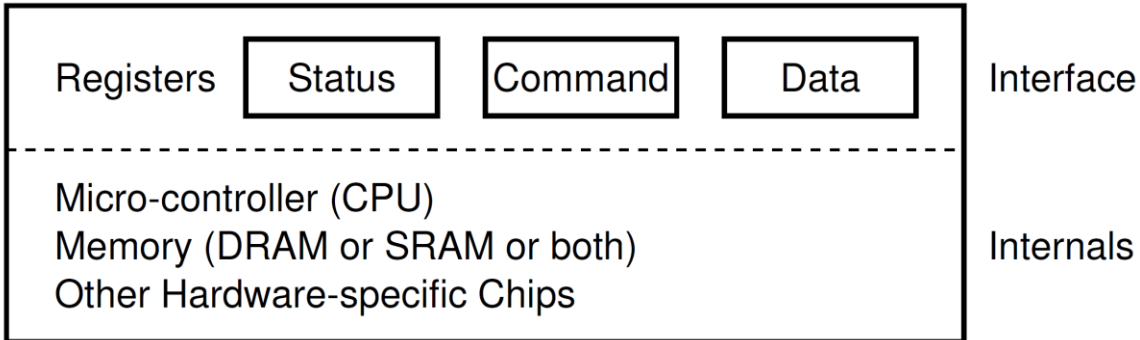 Registers Status Command Data Interface
Micro-controller (CPU)
Memory (DRAM or SRAM or both) Internals
Other Hardware-specific Chips